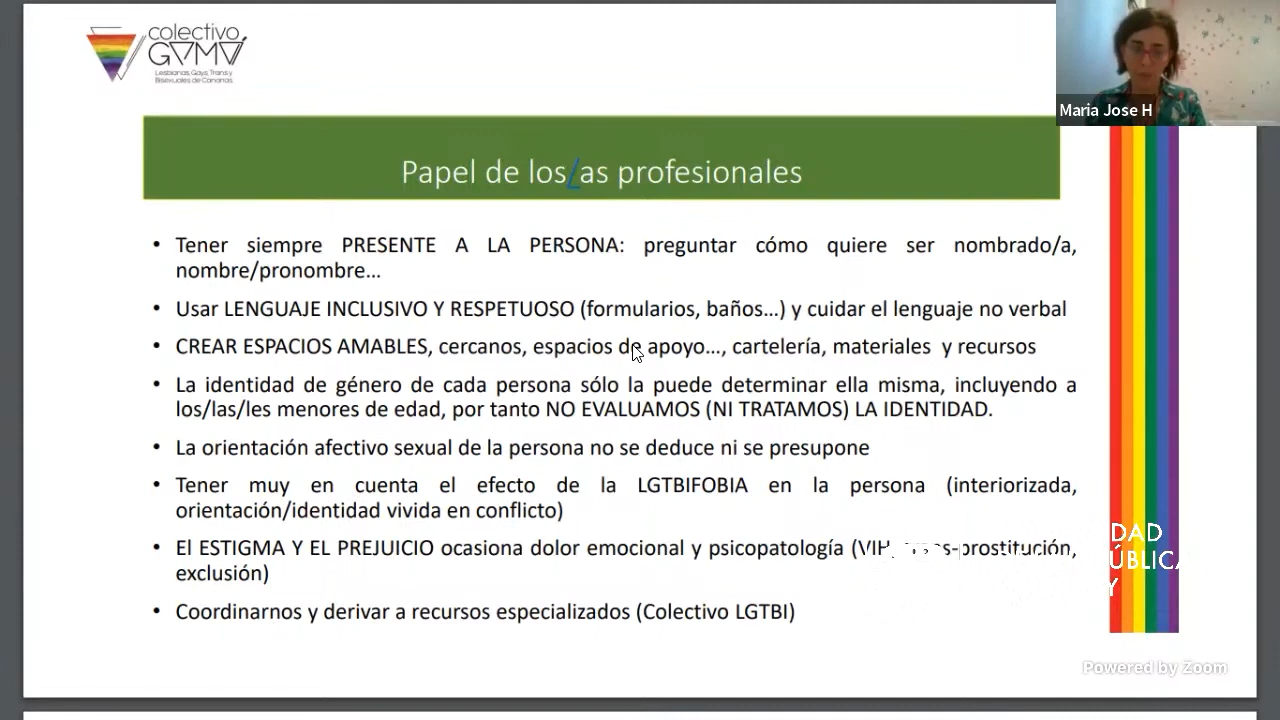 colectivo
GAMÁ
Lesbianas, Gays, Trans y
Bisexuales de Canarias
Maria Jose H
Papel de los/as profesionales
• Tener siempre PRESENTE A LA PERSONA: preguntar cómo quiere ser nombrado/a,
nombre/pronombre...
• Usar LENGUAJE INCLUSIVO Y RESPETUOSO (formularios, baños...) y cuidar el lenguaje no verbal
• CREAR ESPACIOS AMABLES, cercanos, espacios de apoyo..., cartelería, materiales y recursos
• La identidad de género de cada persona sólo la puede determinar ella misma, incluyendo a
los/las/les menores de edad, por tanto NO EVALUAMOS (NI TRATAMOS) LA IDENTIDAD.
• La orientación afectivo sexual de la persona no se deduce ni se presupone
• Tener muy en cuenta el efecto de la LGTBIFOBIA en la persona (interiorizada,
orientación/identidad vivida en conflicto)
• El ESTIGMA Y EL PREJUICIO ocasiona dolor emocional y psicopatología (VIH, -prostitución,
exclusión)
• Coordinarnos y derivar a recursos especializados (Colectivo LGTBI)
DAD
ÚBLICA
Y
Powered by Zoom